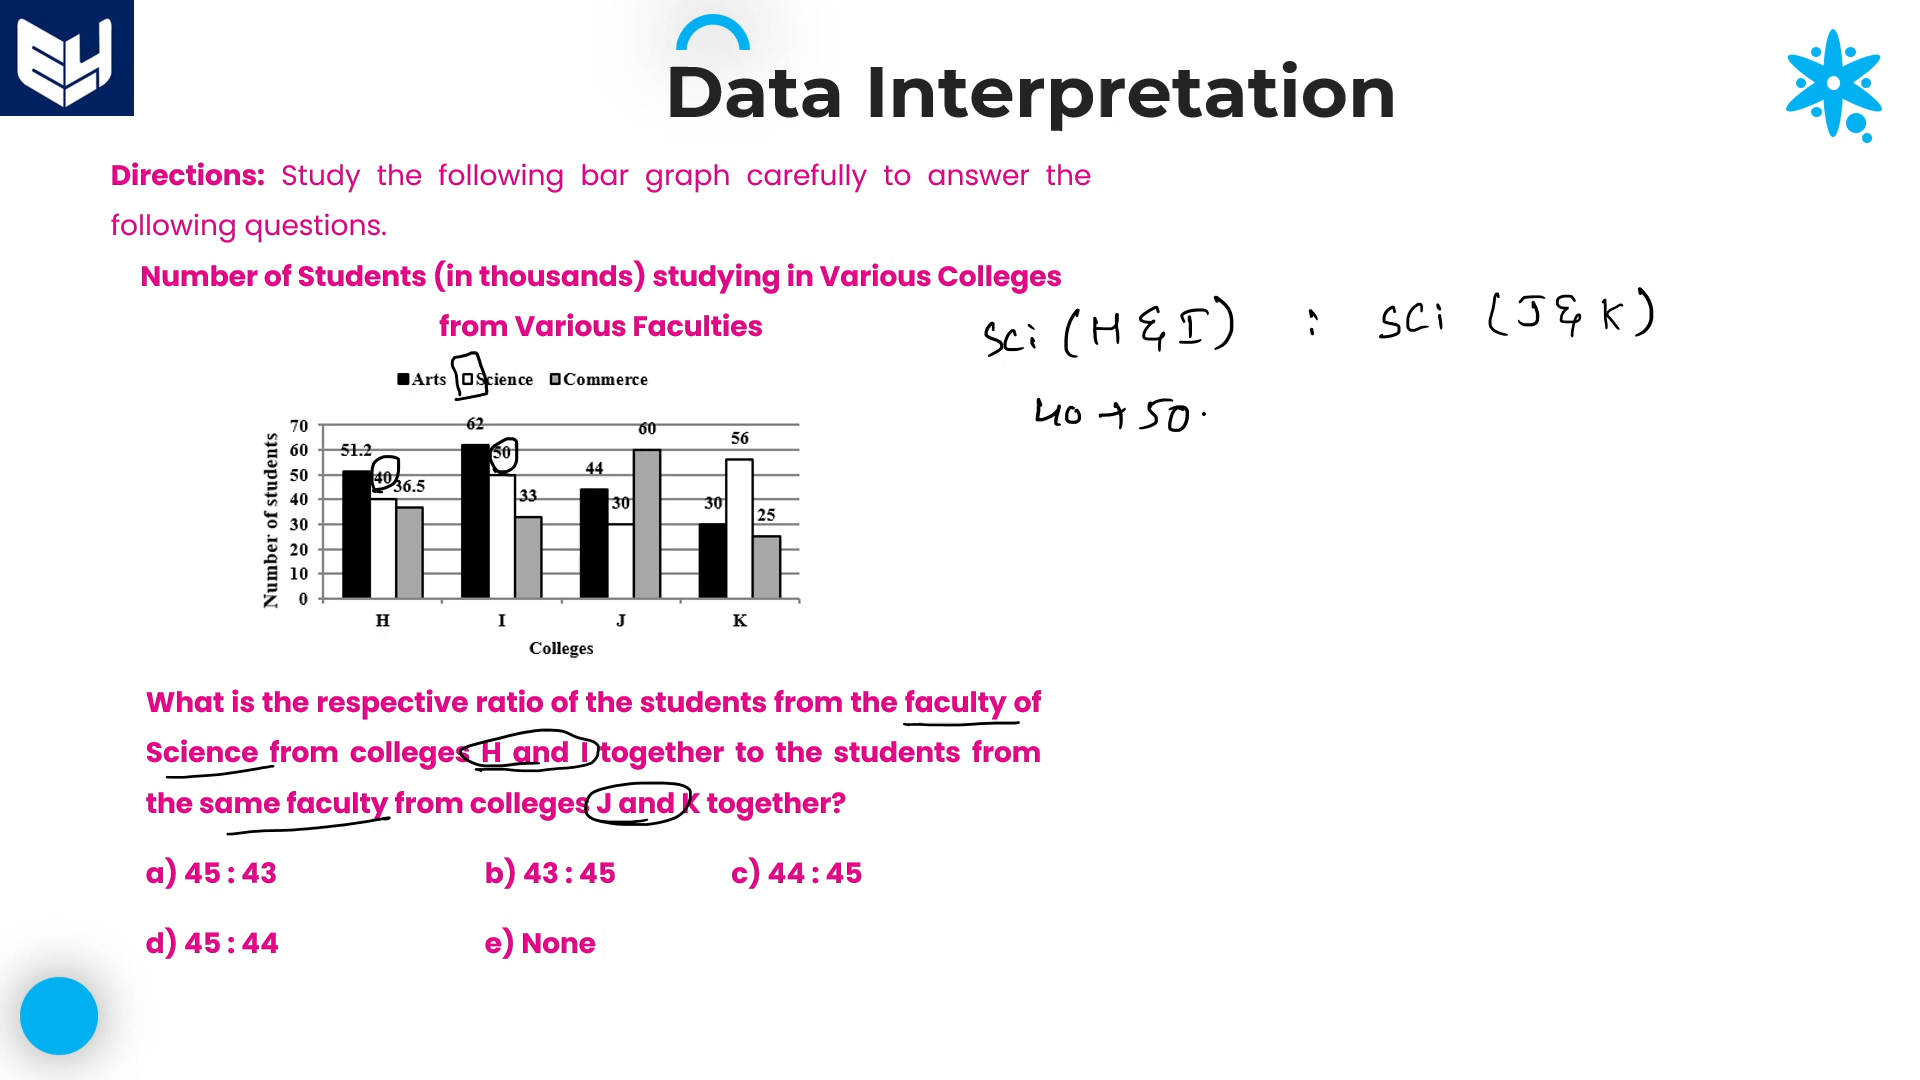 Data Interpretation
Directions: Study the following bar graph carefully to answer the
following questions.
Number of Students (in thousands) studying in Various Colleges
from Various Faculties
Sci (H & I) : SCi (J & K)
40 + 50.
Arts Science Commerce
Number of students
70
60
50
40
30
20
10
0
51.2 40 36.5
62 50 33
44 30 60
30 56 25
H I J K
Colleges
What is the respective ratio of the students from the faculty of
Science from colleges H and I together to the students from
the same faculty from colleges J and K together?
a) 45 : 43 b) 43 : 45 c) 44 : 45
d) 45 : 44 e) None